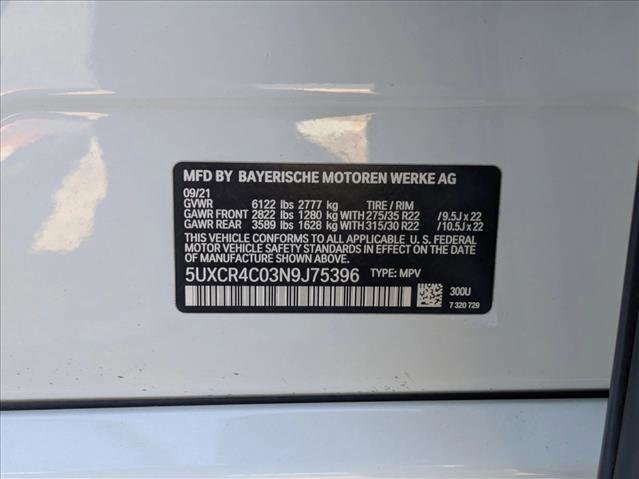 MFD BY BAYERISCHE MOTOREN WERKE AG
09/21
GVWR 6122 lbs 2777 kg TIRE / RIM
GAWR FRONT 2822 lbs 1280 kg WITH 275/35 R22 /9.5J x 22
GAWR REAR 3589 lbs 1628 kg WITH 315/30 R22 /10.5J x 22
THIS VEHICLE CONFORMS TO ALL APPLICABLE U. S. FEDERAL
MOTOR VEHICLE SAFETY STANDARDS IN EFFECT ON THE DATE
OF MANUFACTURE SHOWN ABOVE.
5UXCR4C03N9J75396 TYPE: MPV
300U
7 320 729